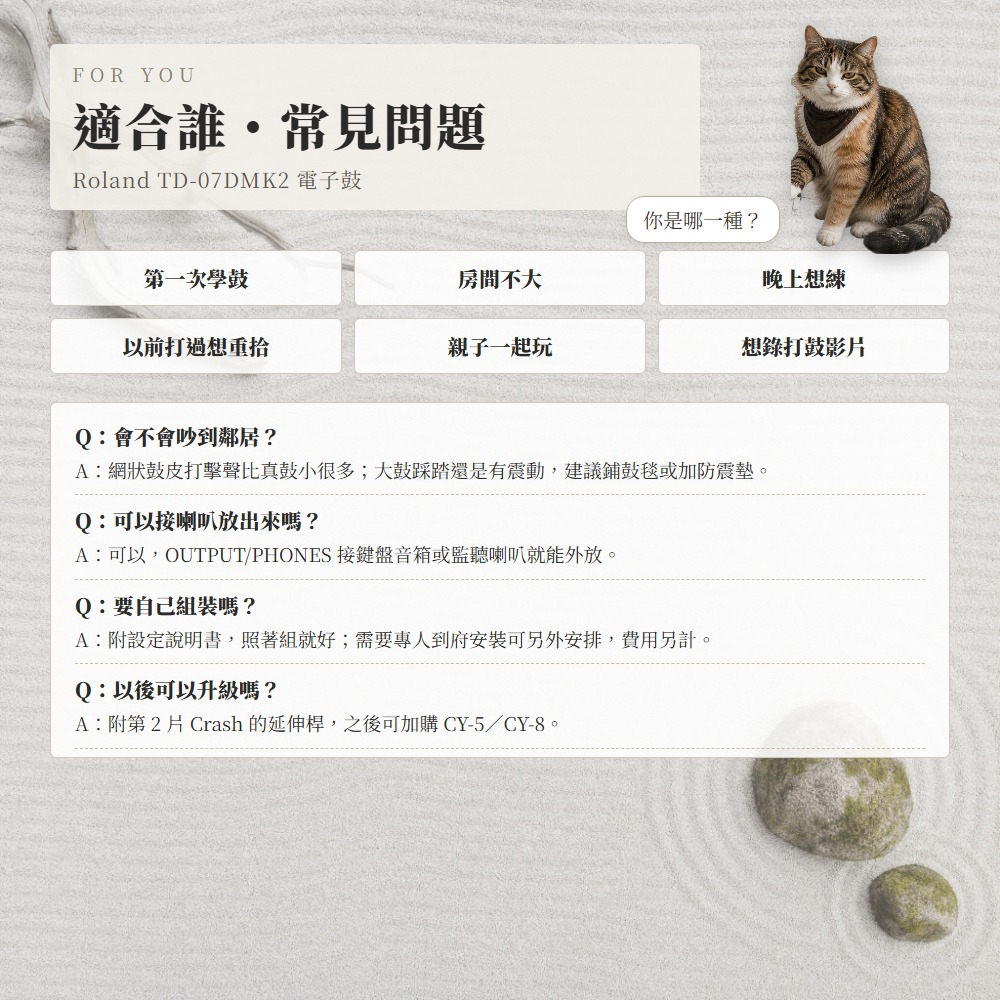 FOR YOU
適合誰・常見問題
Roland TD-07DMK2 電子鼓
你是哪一種？
第一次學鼓
房間不大
晚上想練
以前打過想重拾
親子一起玩
想錄打鼓影片
Q：會不會吵到鄰居？
A：網狀鼓皮打擊聲比真鼓小很多；大鼓踩踏還是有震動，建議鋪鼓毯或加防震墊。
Q：可以接喇叭放出來嗎？
A：可以，OUTPUT/PHONES 接鍵盤音箱或監聽喇叭就能外放。
Q：要自己組裝嗎？
A：附設定說明書，照著組就好；需要專人到府安裝可另外安排，費用另計。
Q：以後可以升級嗎？
A：附第 2 片 Crash 的延伸桿，之後可加購 CY-5／CY-8。